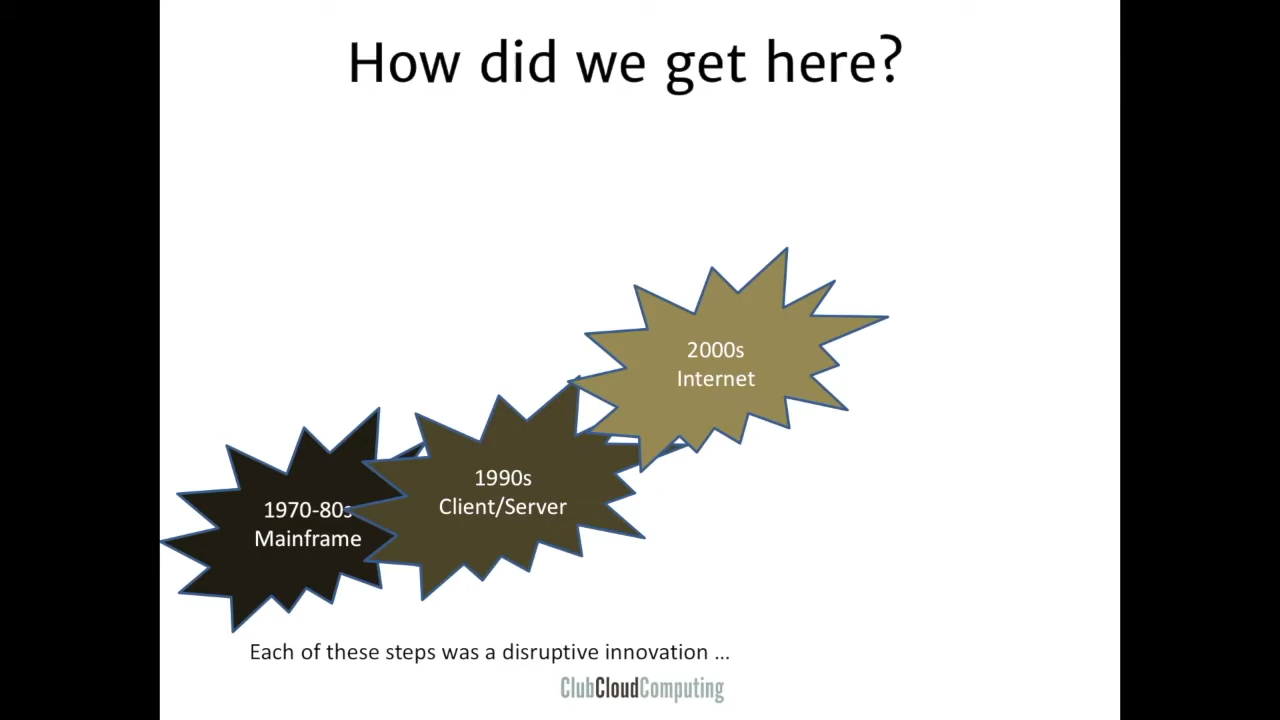 How did we get here?
2000s
Internet
1990s
Client/Server
1970-80s
Mainframe
Each of these steps was a disruptive innovation ...
ClubCloudComputing